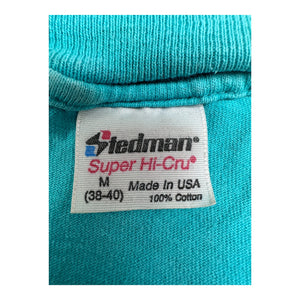 Stedman®
Super Hi-Cru®
M
(38-40)
Made In USA
100% Cotton